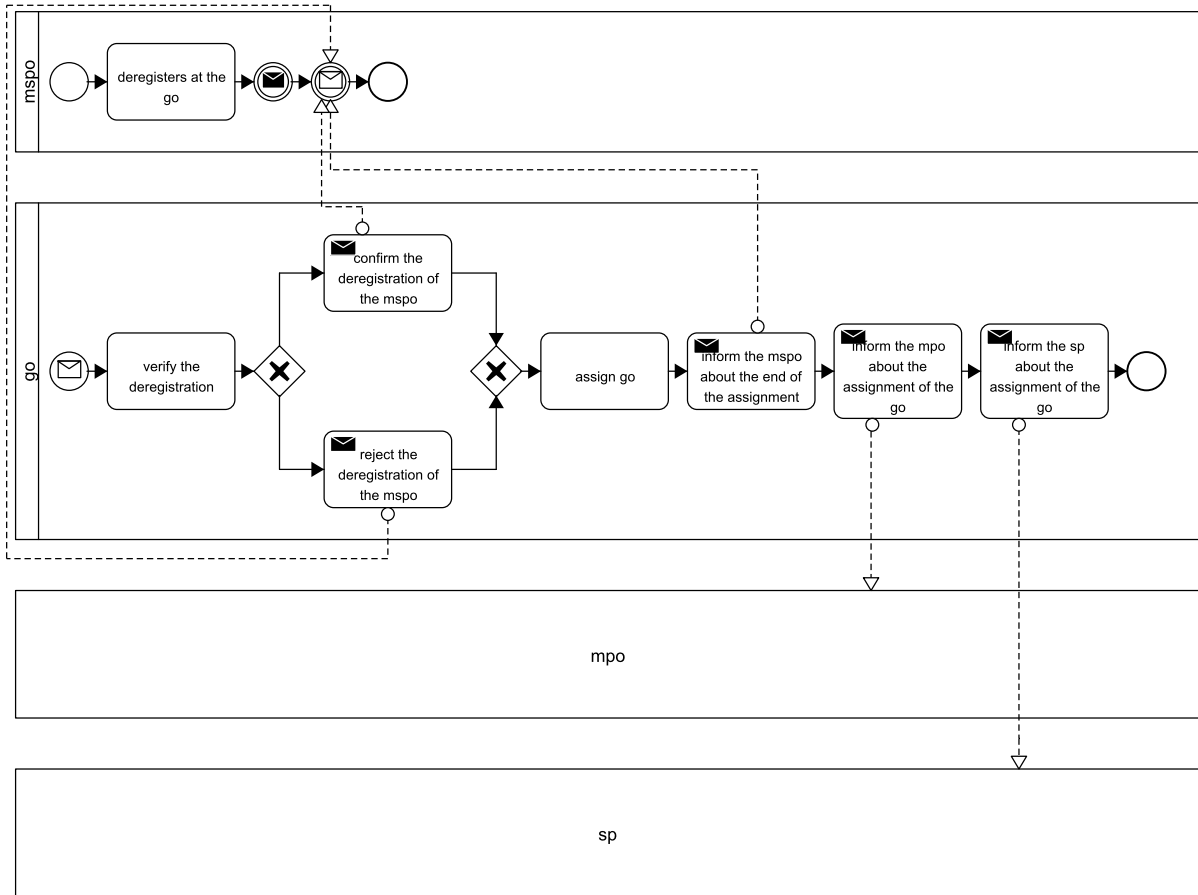 mspo
deregisters at the
go
go
confirm the
deregistration of
the mspo
verify the
deregistration
reject the
deregistration of
the mspo
assign go
inform the mspo
about the end of
the assignment
inform the mpo
about the
assignment of the
go
inform the sp
about the
assignment of the
go
mpo
sp